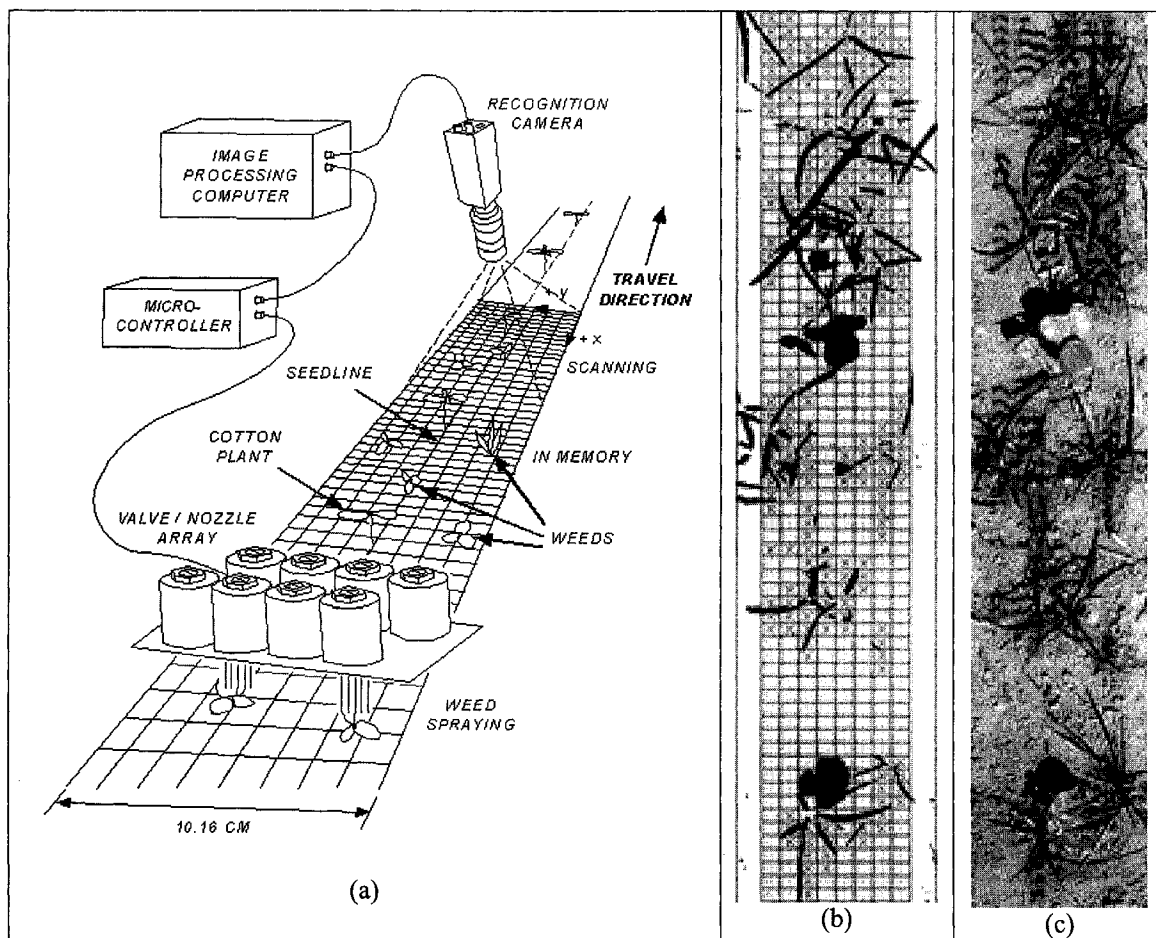 RECOGNITION
CAMERA
IMAGE
PROCESSING
COMPUTER
TRAVEL
DIRECTION
+ y
MICRO-
CONTROLLER
+ x
SCANNING
SEEDLINE
COTTON
PLANT
IN MEMORY
VALVE / NOZZLE
ARRAY
WEEDS
WEED
SPRAYING
10.16 CM
(a)
(b)
(c)